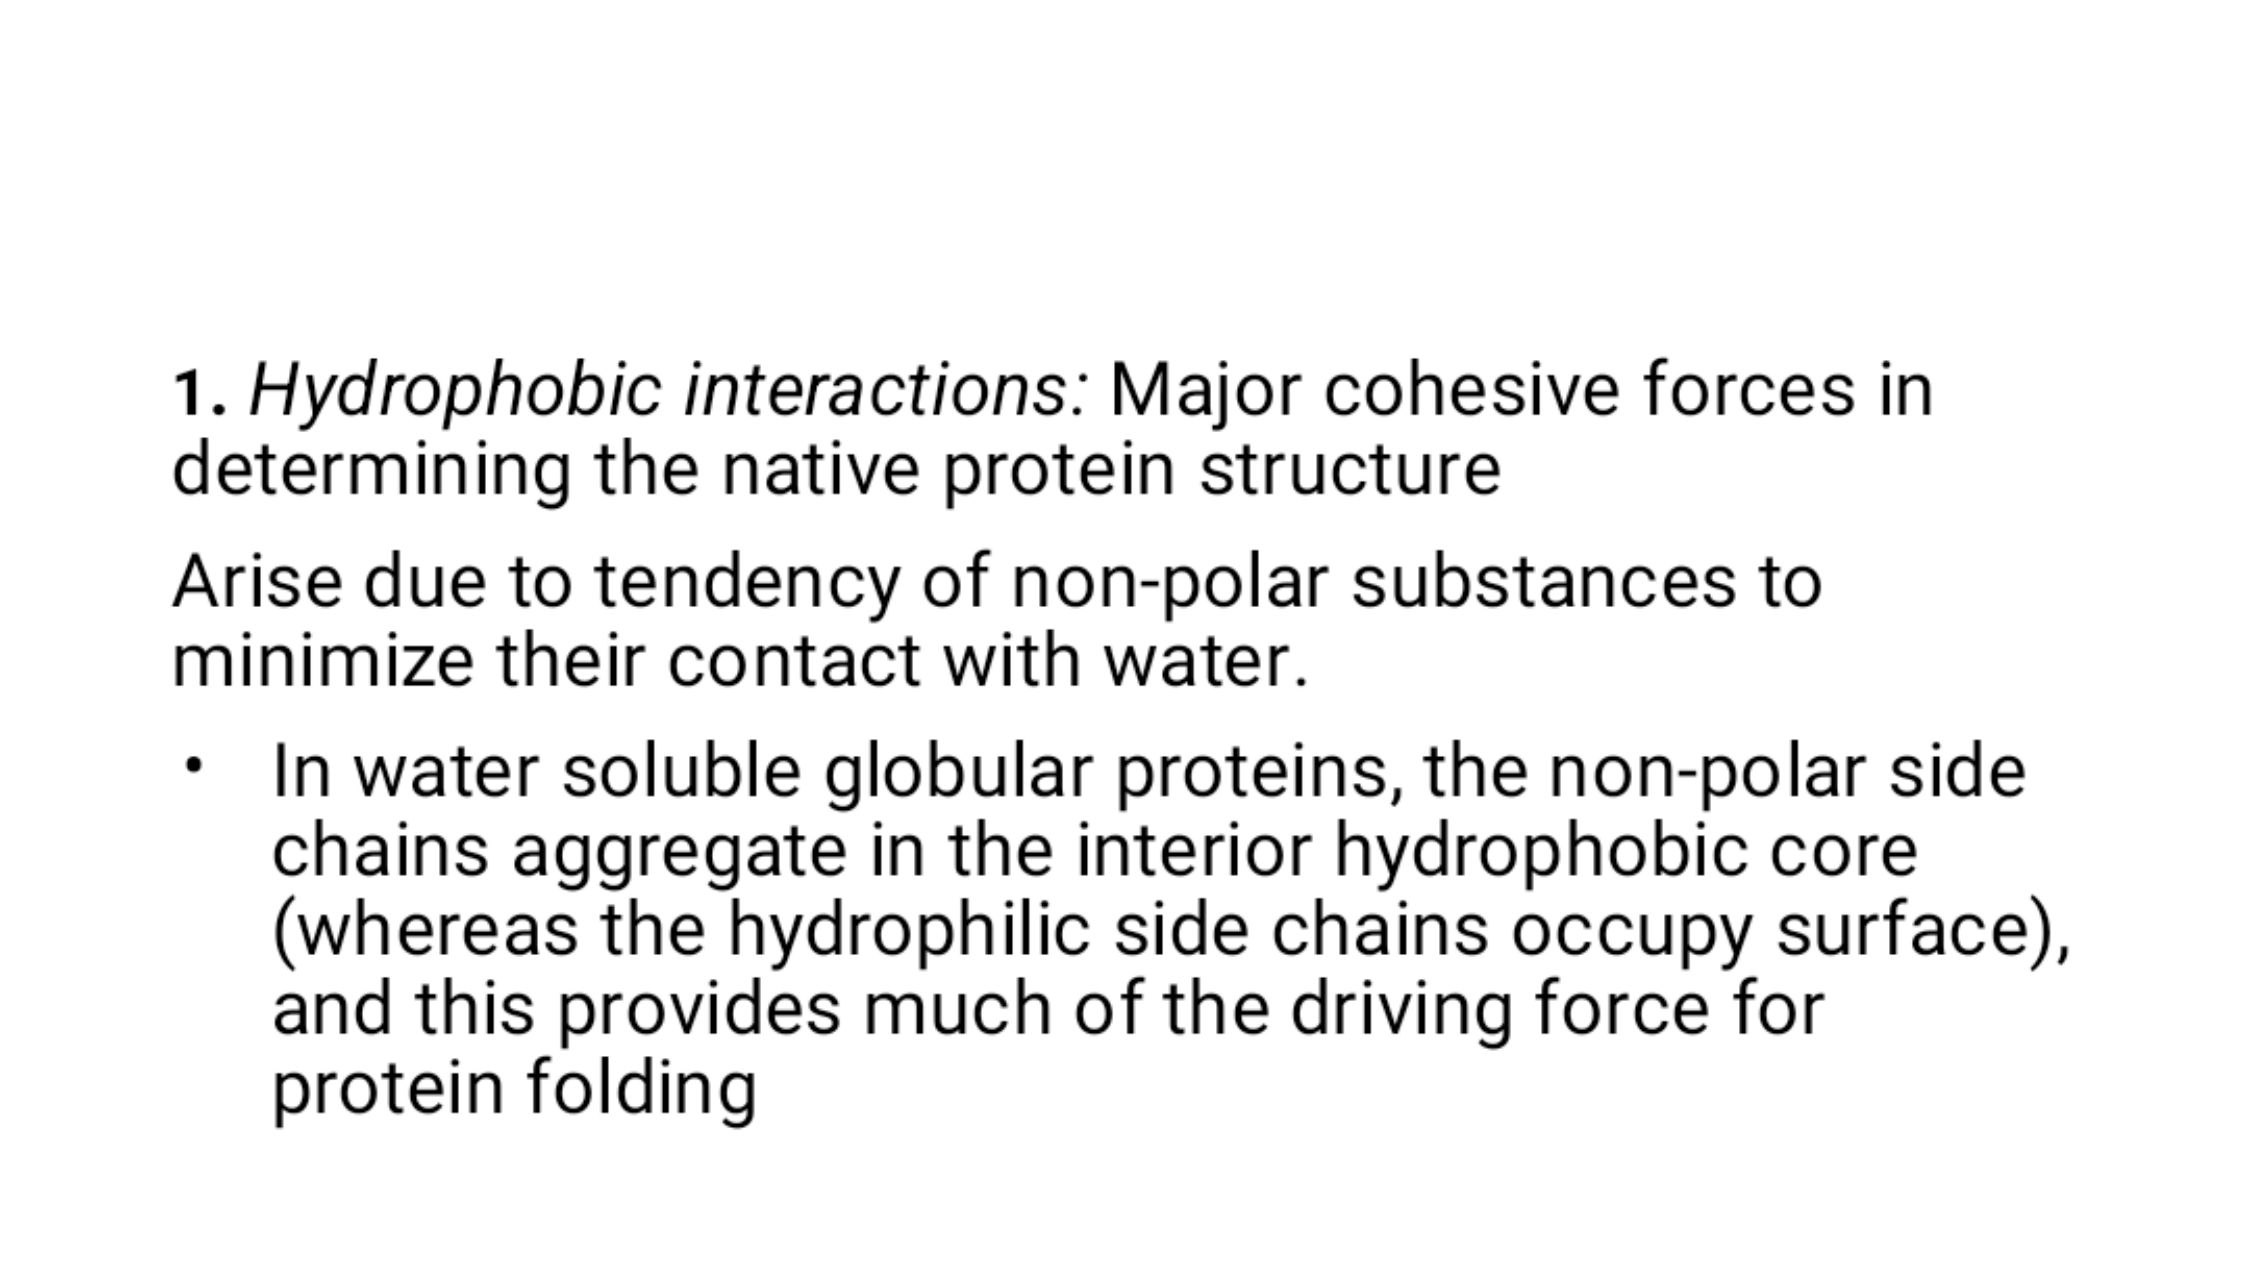 1. Hydrophobic interactions: Major cohesive forces in
determining the native protein structure
Arise due to tendency of non-polar substances to
minimize their contact with water.
• In water soluble globular proteins, the non-polar side
chains aggregate in the interior hydrophobic core
(whereas the hydrophilic side chains occupy surface),
and this provides much of the driving force for
protein folding